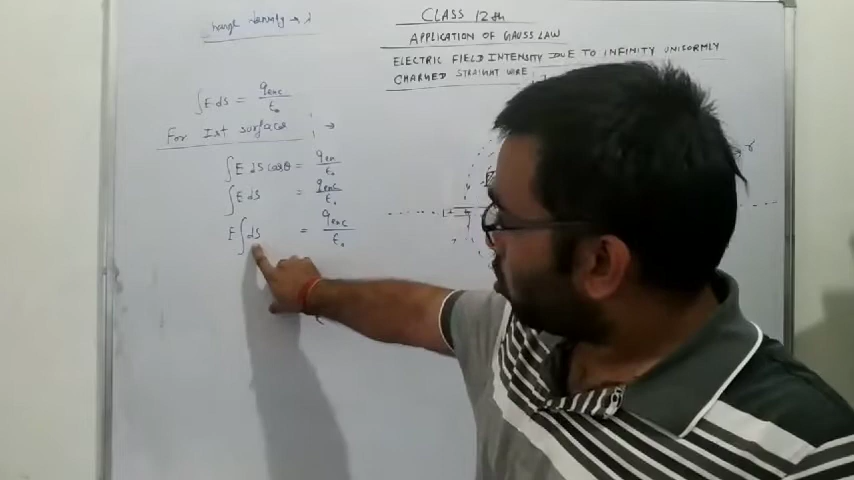 Charge density → λ
CLASS 12th
APPLICATION OF GAUSS LAW
ELECTRIC FIELD INTENSITY DUE TO INFINITY UNIFORMLY
CHARGED STRAIGHT WIRE
∫E ds = qenc/ε₀
For Ist surface →
∫E ds cosθ = qen/ε₀
∫E ds = qenc/ε₀
E∫ds = qenc/ε₀
r